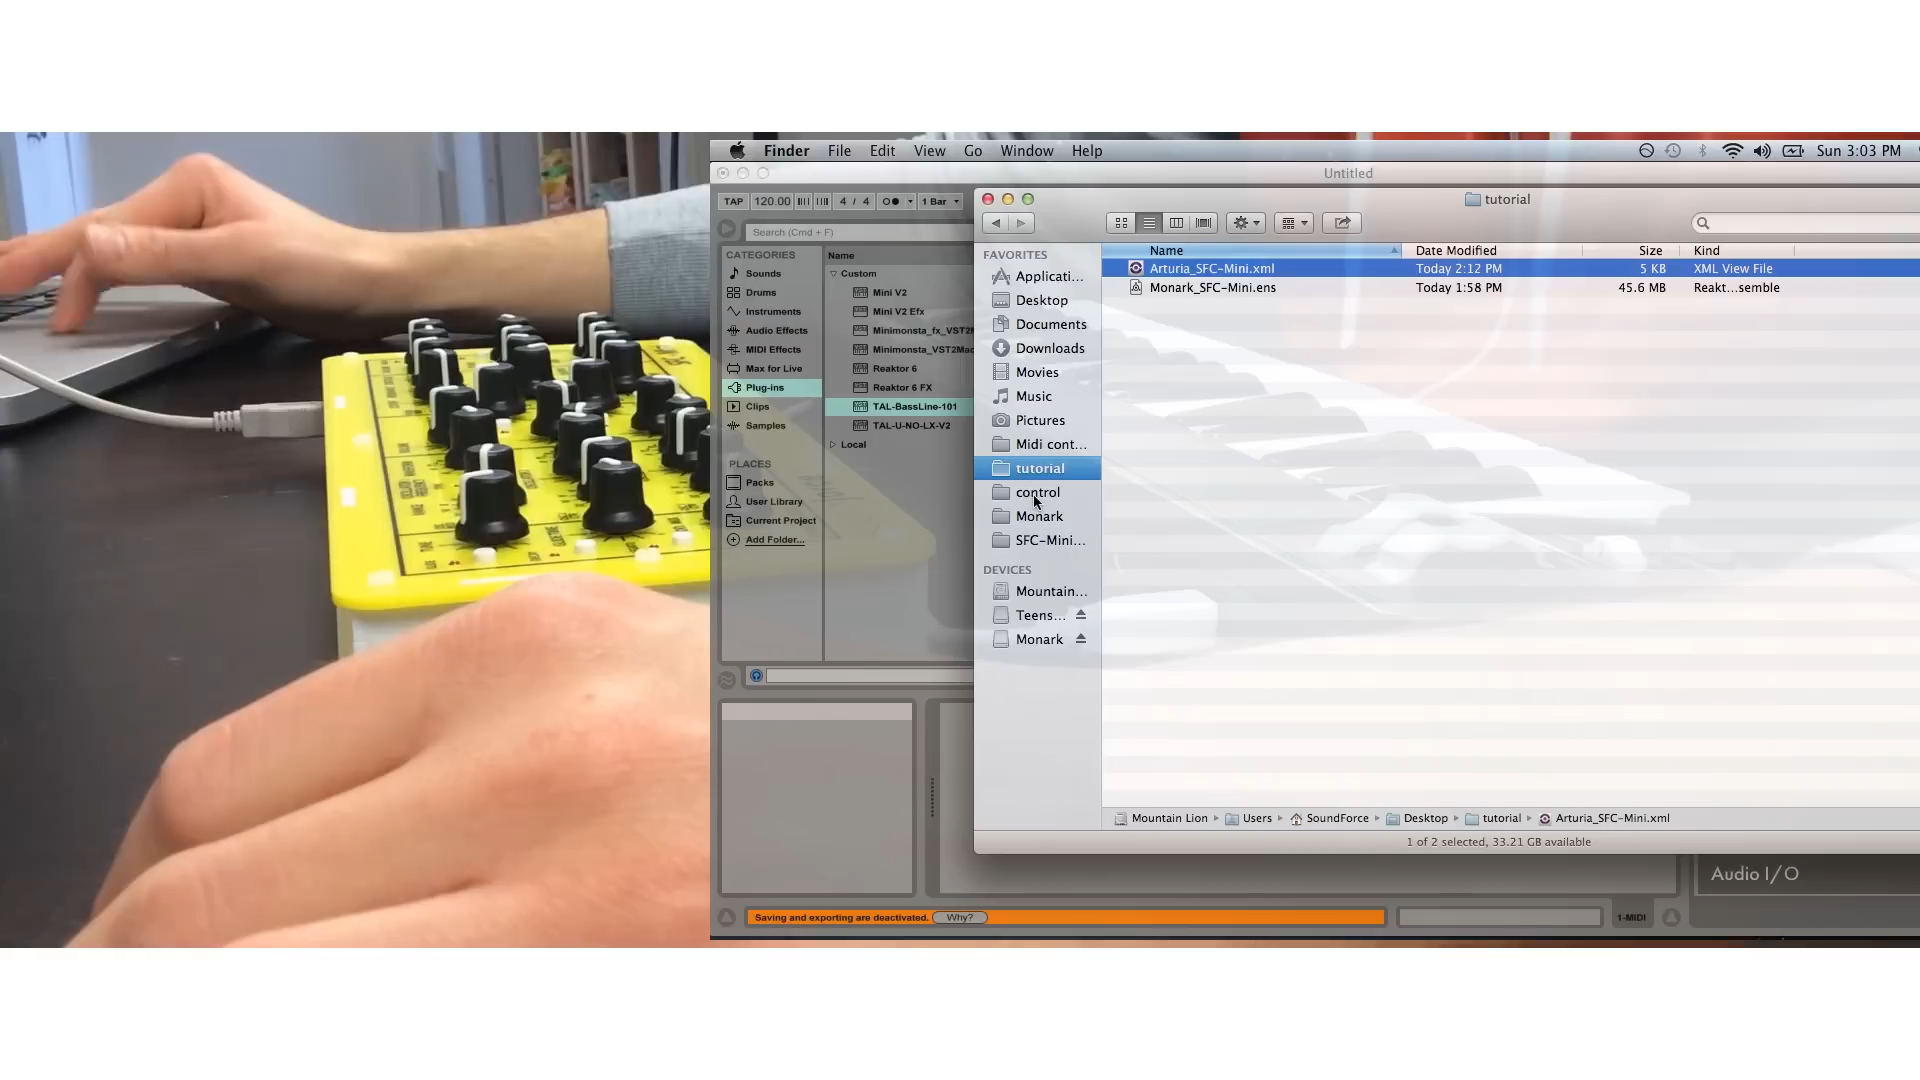 Finder File Edit View Go Window Help Sun 3:03 PM
Untitled
TAP 120.00 4 / 4 1 Bar
Search (Cmd + F)
CATEGORIES
Sounds
Drums
Instruments
Audio Effects
MIDI Effects
Max for Live
Plug-ins
Clips
Samples
PLACES
Packs
User Library
Current Project
Add Folder...
Name
Custom
Mini V2
Mini V2 Efx
Minimonsta_fx_VST2
Minimonsta_VST2Mac
Reaktor 6
Reaktor 6 FX
TAL-BassLine-101
TAL-U-NO-LX-V2
Local
tutorial
FAVORITES
Applicati...
Desktop
Documents
Downloads
Movies
Music
Pictures
Midi cont...
tutorial
control
Monark
SFC-Mini...
DEVICES
Mountain...
Teens...
Monark
Name Date Modified Size Kind
Arturia_SFC-Mini.xml Today 2:12 PM 5 KB XML View File
Monark_SFC-Mini.ens Today 1:58 PM 45.6 MB Reakt...semble
Mountain Lion Users SoundForce Desktop tutorial Arturia_SFC-Mini.xml
1 of 2 selected, 33.21 GB available
Audio I/O
Saving and exporting are deactivated. Why?
1-MIDI